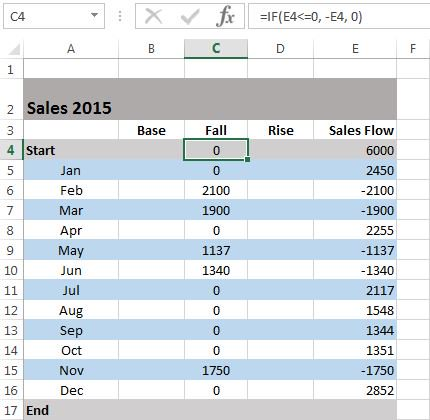 C4 fx =IF(E4<=0, -E4, 0)
A B C D E F
1
2 Sales 2015
3 Base Fall Rise Sales Flow
4 Start 0 6000
5 Jan 0 2450
6 Feb 2100 -2100
7 Mar 1900 -1900
8 Apr 0 2255
9 May 1137 -1137
10 Jun 1340 -1340
11 Jul 0 2117
12 Aug 0 1548
13 Sep 0 1344
14 Oct 0 1351
15 Nov 1750 -1750
16 Dec 0 2852
17 End